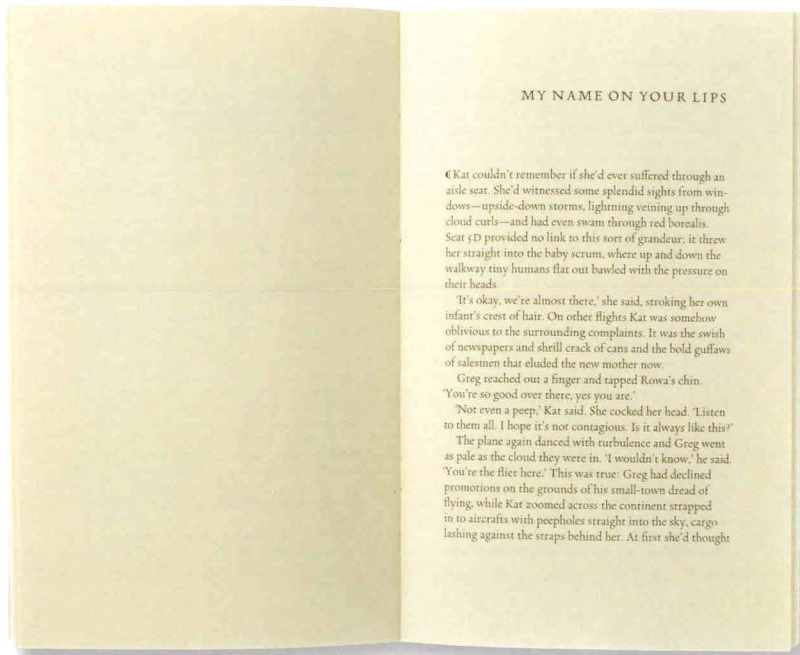 MY NAME ON YOUR LIPS
⸿Kat couldn't remember if she'd ever suffered through an
aisle seat. She'd witnessed some splendid sights from win-
dows—upside-down storms, lightning veining up through
cloud curls—and had even swam through red borealis.
Seat 5 D provided no link to this sort of grandeur; it threw
her straight into the baby scrum, where up and down the
walkway tiny humans flat out bawled with the pressure on
their heads.
'It's okay, we're almost there,' she said, stroking her own
infant's crest of hair. On other flights Kat was somehow
oblivious to the surrounding complaints. It was the swish
of newspapers and shrill crack of cans and the bold guffaws
of salesmen that eluded the new mother now.
Greg reached out a finger and tapped Rowa's chin.
'You're so good over there, yes you are.'
'Not even a peep,' Kat said. She cocked her head. 'Listen
to them all. I hope it's not contagious. Is it always like this?'
The plane again danced with turbulence and Greg went
as pale as the cloud they were in. 'I wouldn't know,' he said.
'You're the flier here.' This was true: Greg had declined
promotions on the grounds of his small-town dread of
flying, while Kat zoomed across the continent strapped
in to aircrafts with peepholes straight into the sky, cargo
lashing against the straps behind her. At first she'd thought